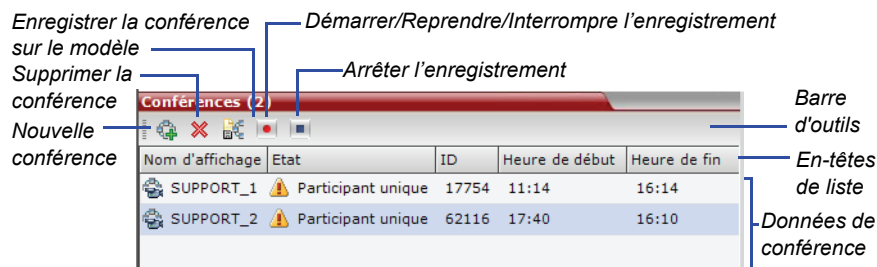 Enregistrer la conférence
sur le modèle
Démarrer/Reprendre/Interrompre l’enregistrement
Supprimer la
conférence
Arrêter l’enregistrement
Nouvelle
conférence
Barre
d'outils
En-têtes
de liste
Données de
conférence
Conférences (2)
Nom d'affichage Etat ID Heure de début Heure de fin
SUPPORT_1 Participant unique 17754 11:14 16:14
SUPPORT_2 Participant unique 62116 17:40 16:10